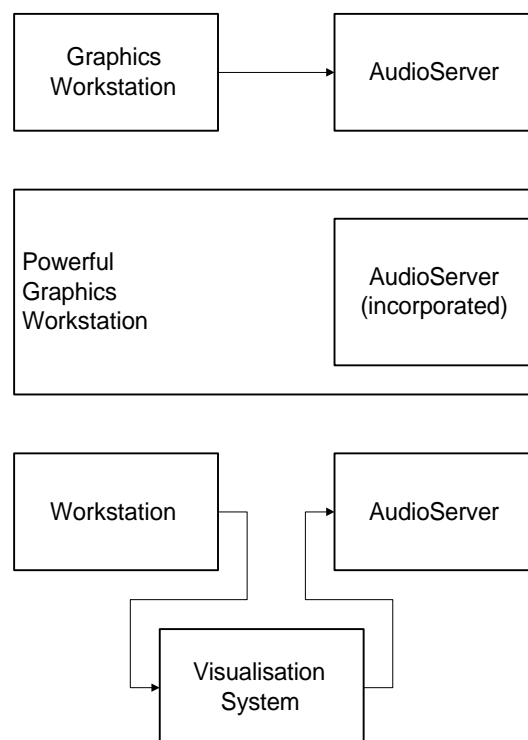 Graphics
Workstation
AudioServer
Powerful
Graphics
Workstation
AudioServer
(incorporated)
Workstation
AudioServer
Visualisation
System